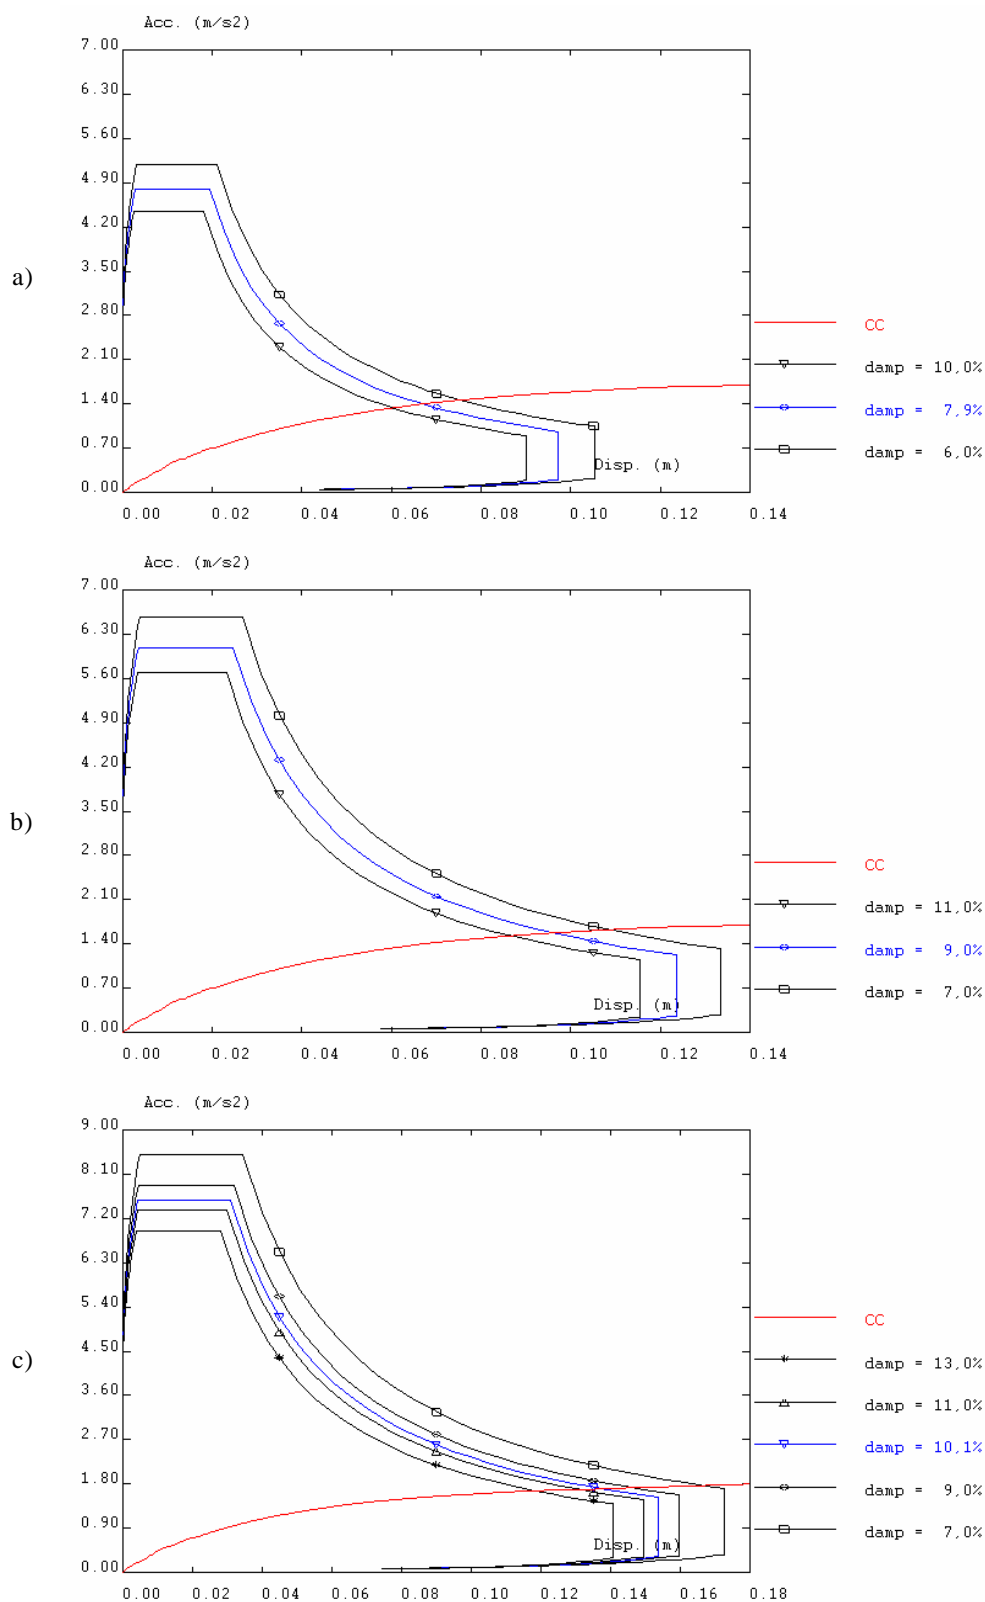 Acc. (m/s2)
7.00
6.30
5.60
4.90
4.20
3.50
a)
2.80
CC
2.10
damp = 10,0%
1.40
damp = 7,9%
0.70
damp = 6,0%
Disp. (m)
0.00
0.00 0.02 0.04 0.06 0.08 0.10 0.12 0.14
Acc. (m/s2)
7.00
6.30
5.60
4.90
4.20
3.50
b)
2.80
CC
2.10
damp = 11,0%
1.40
damp = 9,0%
0.70
damp = 7,0%
Disp. (m)
0.00
0.00 0.02 0.04 0.06 0.08 0.10 0.12 0.14
Acc. (m/s2)
9.00
8.10
7.20
6.30
5.40
CC
4.50
c)
damp = 13,0%
3.60
damp = 11,0%
2.70
damp = 10,1%
1.80
damp = 9,0%
0.90
damp = 7,0%
Disp. (m)
0.00
0.00 0.02 0.04 0.06 0.08 0.10 0.12 0.14 0.16 0.18